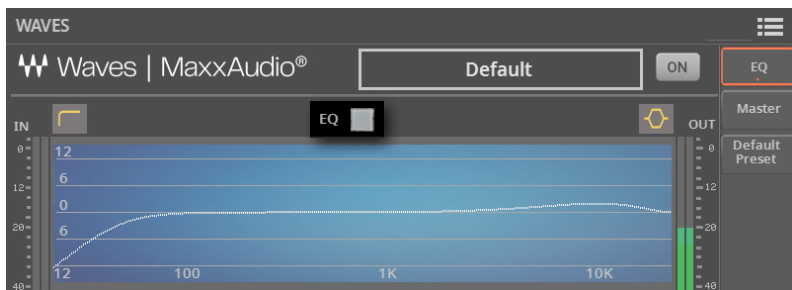 WAVES
Waves | MaxxAudio®
Default
ON
EQ
Master
Default
Preset
IN
EQ
OUT
0
12
20
40
12
6
0
6
12
100
1K
10K
0
12
20
40